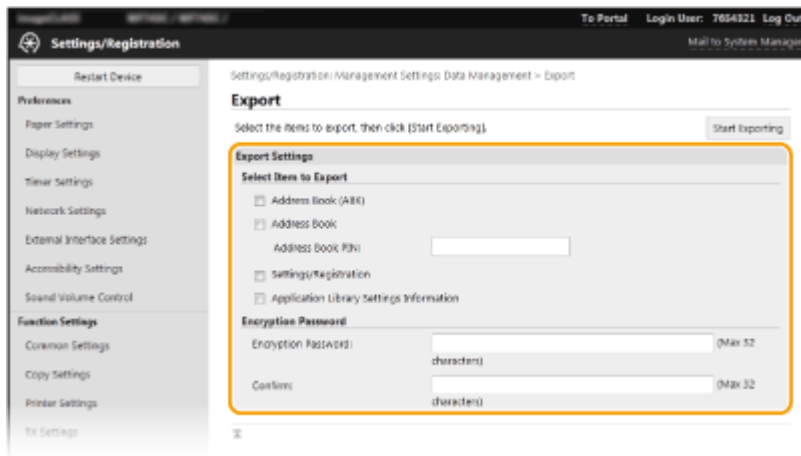 To Portal Login User: 7654321 Log Out
Settings/Registration
Mail to System Manager
Restart Device
Preferences
Paper Settings
Display Settings
Timer Settings
Network Settings
External Interface Settings
Accessibility Settings
Sound Volume Control
Function Settings
Common Settings
Copy Settings
Printer Settings
TX Settings
Settings/Registration: Management Settings: Data Management > Export
Export
Select the items to export, then click [Start Exporting].
Start Exporting
Export Settings
Select Item to Export
Address Book (ABK)
Address Book
Address Book PIN:
Settings/Registration
Application Library Settings Information
Encryption Password
Encryption Password: (Max 32
characters)
Confirm: (Max 32
characters)